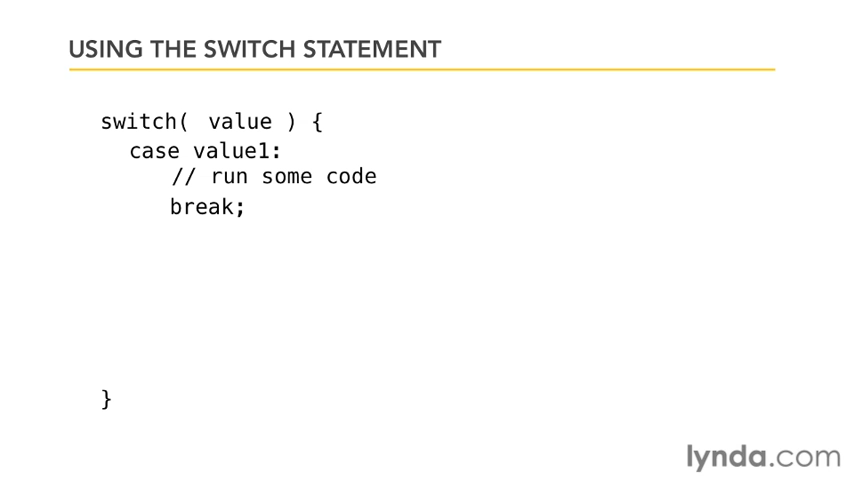 USING THE SWITCH STATEMENT
switch( value ) {
case value1:
// run some code
break;
}
lynda.com